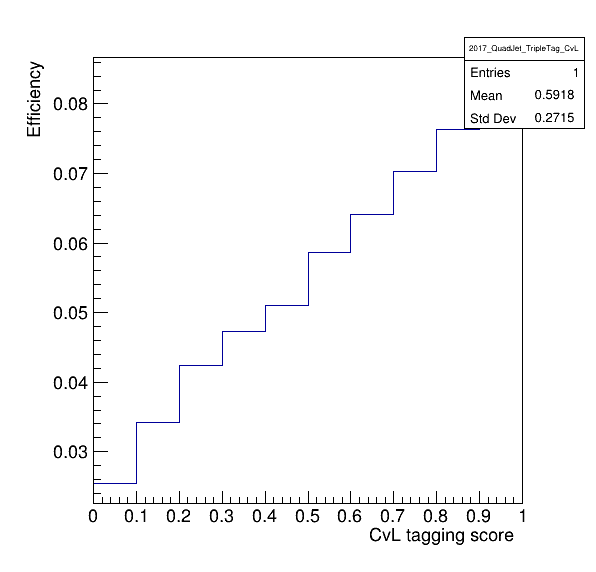 2017_QuadJet_TripleTag_CvL
Entries 1
Mean 0.5918
Std Dev 0.2715
Efficiency
0.08
0.07
0.06
0.05
0.04
0.03
0 0.1 0.2 0.3 0.4 0.5 0.6 0.7 0.8 0.9 1
CvL tagging score